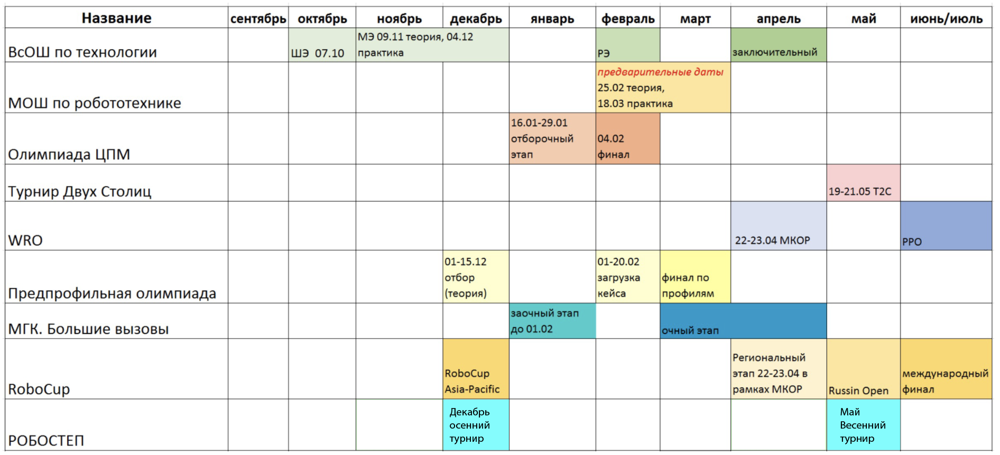 Название сентябрь октябрь ноябрь декабрь январь февраль март апрель май июнь/июль
ВсОШ по технологии
ШЭ 07.10
МЭ 09.11 теория, 04.12
практика
РЭ
заключительный
МОШ по робототехнике
предварительные даты
25.02 теория,
18.03 практика
Олимпиада ЦПМ
16.01-29.01
отборочный
этап
04.02
финал
Турнир Двух Столиц
19-21.05 Т2С
WRO
22-23.04 МКОР
РРО
Предпрофильная олимпиада
01-15.12
отбор
(теория)
01-20.02
загрузка
кейса
финал по
профилям
МГК. Большие вызовы
заочный этап
до 01.02
очный этап
RoboCup
RoboCup
Asia-Pacific
Региональный
этап 22-23.04 в
рамках МКОР
Russin Open
международный
финал
РОБОСТЕП
Декабрь
осенний
турнир
Май
Весенний
турнир